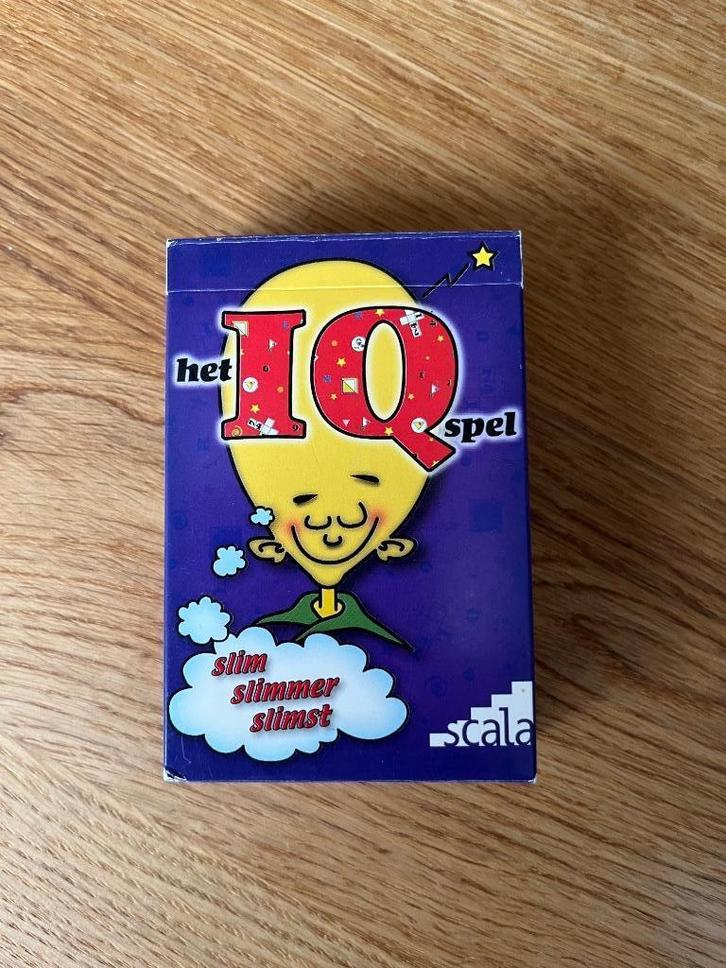 het IQ spel
slim
slimmer
slimst
scala